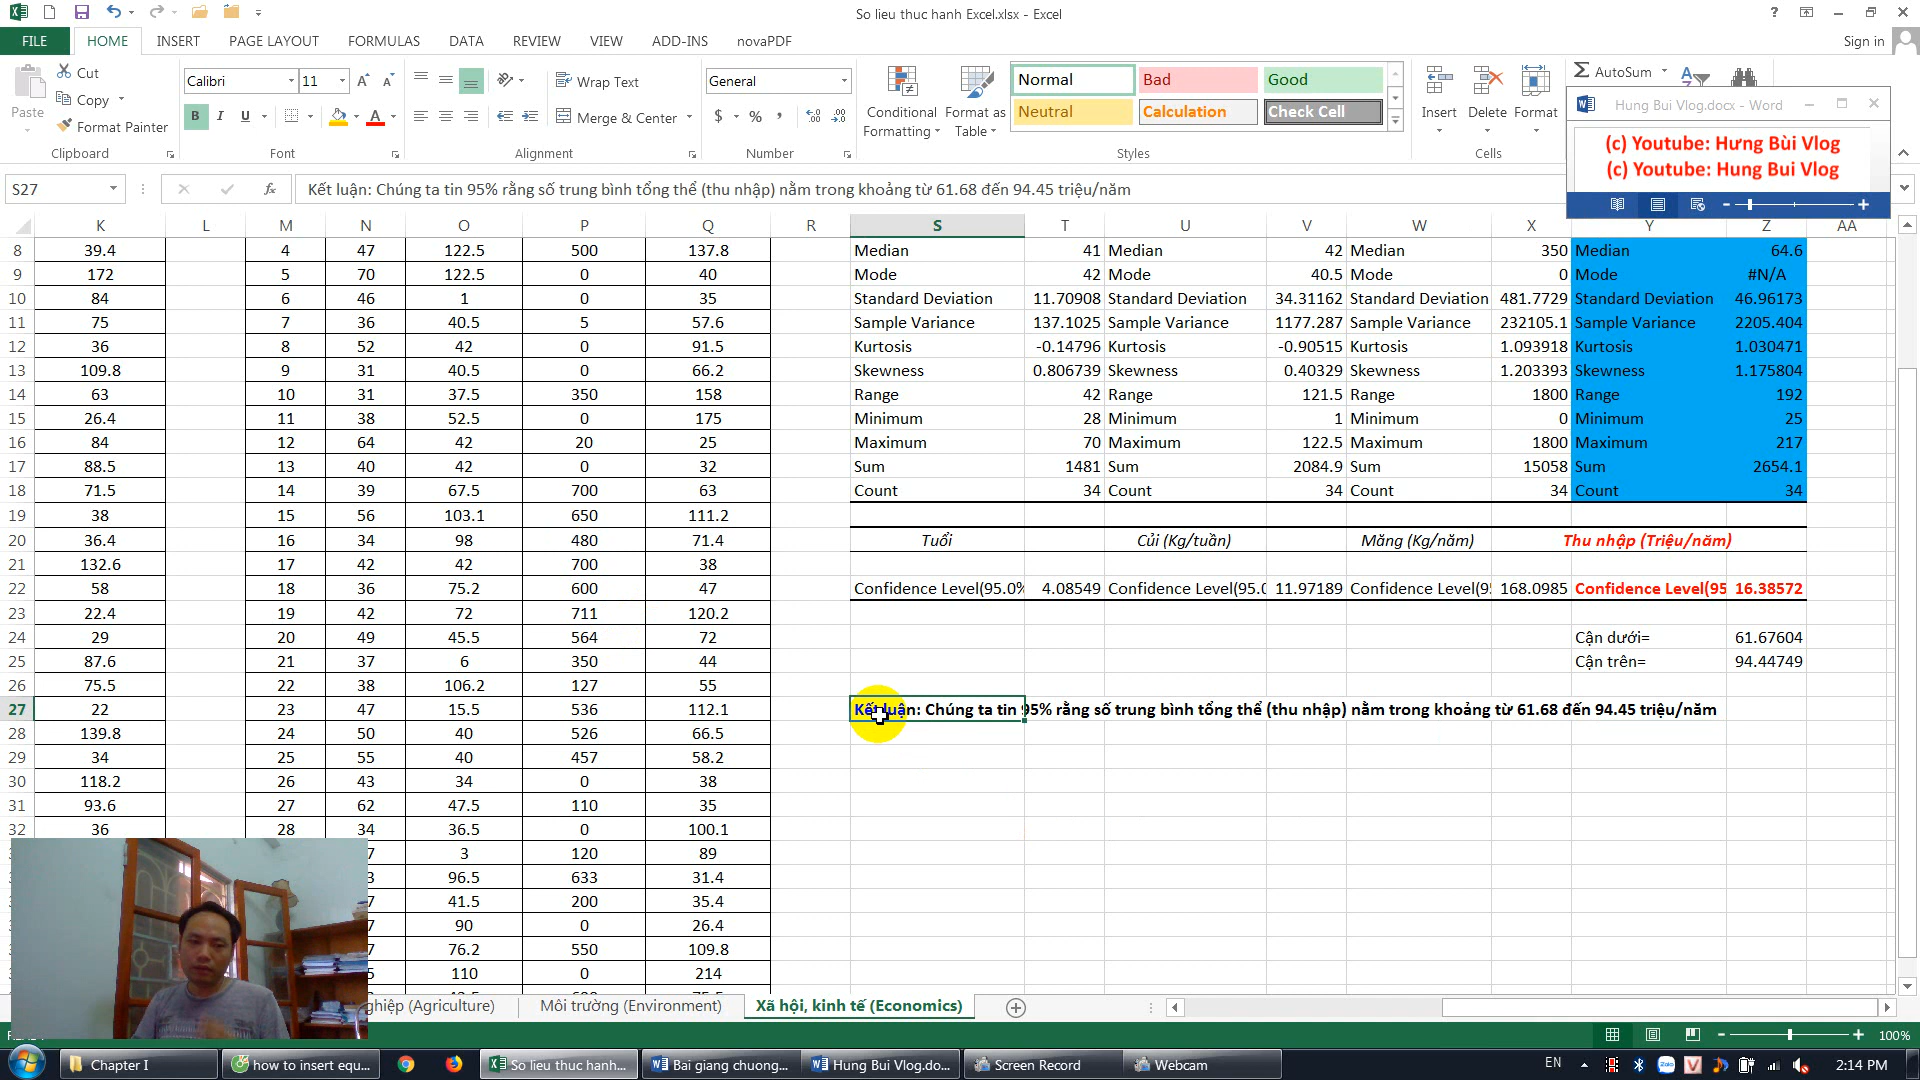 So lieu thuc hanh Excel.xlsx - Excel
FILE HOME INSERT PAGE LAYOUT FORMULAS DATA REVIEW VIEW ADD-INS novaPDF Sign in
Paste Cut Copy Format Painter
Clipboard
Calibri 11
B I U
Font
Wrap Text
Merge & Center
Alignment
General
$ % ,
Number
Conditional Formatting
Format as Table
Normal Bad Good
Neutral Calculation Check Cell
Styles
Insert Delete Format
Cells
AutoSum
Hung Bui Vlog.docx - Word
(c) Youtube: Hưng Bùi Vlog
(c) Youtube: Hung Bui Vlog
S27 fx Kết luận: Chúng ta tin 95% rằng số trung bình tổng thể (thu nhập) nằm trong khoảng từ 61.68 đến 94.45 triệu/năm
K L M N O P Q R S T U V W X Y Z AA
8 39.4 4 47 122.5 500 137.8 Median 41 Median 42 Median 350 Median 64.6
9 172 5 70 122.5 0 40 Mode 42 Mode 40.5 Mode 0 Mode #N/A
10 84 6 46 1 0 35 Standard Deviation 11.70908 Standard Deviation 34.31162 Standard Deviation 481.7729 Standard Deviation 46.96173
11 75 7 36 40.5 5 57.6 Sample Variance 137.1025 Sample Variance 1177.287 Sample Variance 232105.1 Sample Variance 2205.404
12 36 8 52 42 0 91.5 Kurtosis -0.14796 Kurtosis -0.90515 Kurtosis 1.093918 Kurtosis 1.030471
13 109.8 9 31 40.5 0 66.2 Skewness 0.806739 Skewness 0.40329 Skewness 1.203393 Skewness 1.175804
14 63 10 31 37.5 350 158 Range 42 Range 121.5 Range 1800 Range 192
15 26.4 11 38 52.5 0 175 Minimum 28 Minimum 1 Minimum 0 Minimum 25
16 84 12 64 42 20 25 Maximum 70 Maximum 122.5 Maximum 1800 Maximum 217
17 88.5 13 40 42 0 32 Sum 1481 Sum 2084.9 Sum 15058 Sum 2654.1
18 71.5 14 39 67.5 700 63 Count 34 Count 34 Count 34 Count 34
19 38 15 56 103.1 650 111.2
20 36.4 16 34 98 480 71.4 Tuổi Củi (Kg/tuần) Măng (Kg/năm) Thu nhập (Triệu/năm)
21 132.6 17 42 42 700 38
22 58 18 36 75.2 600 47 Confidence Level(95.0% 4.08549 Confidence Level(95.0 11.97189 Confidence Level(9 168.0985 Confidence Level(95 16.38572
23 22.4 19 42 72 711 120.2
24 29 20 49 45.5 564 72 Cận dưới= 61.67604
25 87.6 21 37 6 350 44 Cận trên= 94.44749
26 75.5 22 38 106.2 127 55
27 22 23 47 15.5 536 112.1 Kết luận: Chúng ta tin 95% rằng số trung bình tổng thể (thu nhập) nằm trong khoảng từ 61.68 đến 94.45 triệu/năm
28 139.8 24 50 40 526 66.5
29 34 25 55 40 457 58.2
30 118.2 26 43 34 0 38
31 93.6 27 62 47.5 110 35
32 36 28 34 36.5 0 100.1
7 3 120 89
3 96.5 633 31.4
7 41.5 200 35.4
7 90 0 26.4
7 76.2 550 109.8
5 110 0 214
ghiệp (Agriculture) Môi trường (Environment) Xã hội, kinh tế (Economics)
100%
Chapter I how to insert equ... So lieu thuc hanh... Bai giang chuong... Hung Bui Vlog.do... Screen Record Webcam EN 2:14 PM